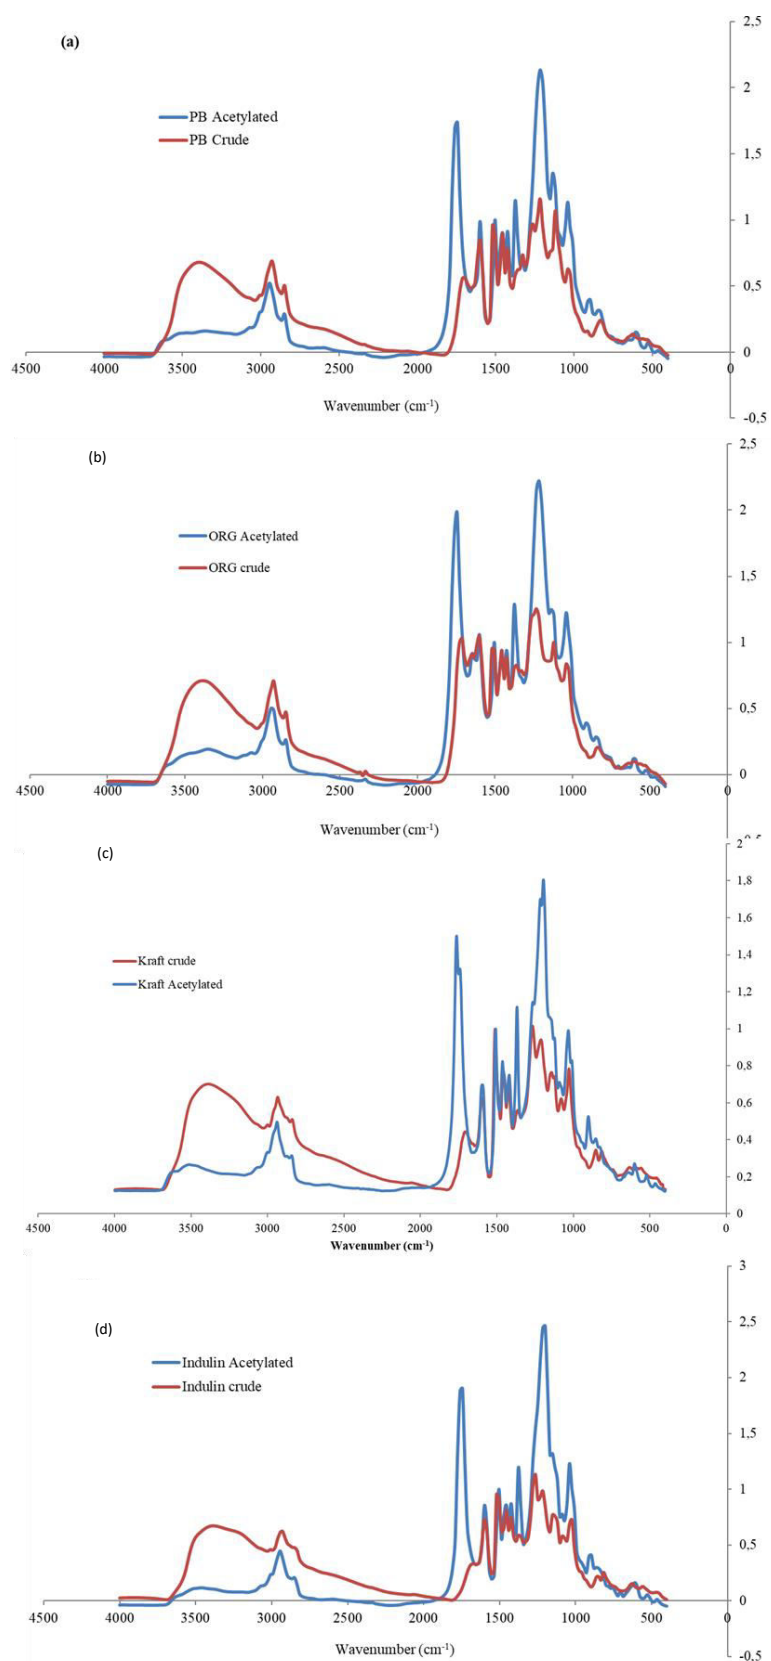 (a)
PB Acetylated
PB Crude
2,5
2
1,5
1
0,5
0
-0,5
4500 4000 3500 3000 2500 2000 1500 1000 500 0
Wavenumber (cm-1)
(b)
ORG Acetylated
ORG crude
2,5
2
1,5
1
0,5
0
4500 4000 3500 3000 2500 2000 1500 1000 500 0
Wavenumber (cm-1)
(c)
Kraft crude
Kraft Acetylated
2
1,8
1,6
1,4
1,2
1
0,8
0,6
0,4
0,2
0
4500 4000 3500 3000 2500 2000 1500 1000 500 0
Wavenumber (cm-1)
(d)
Indulin Acetylated
Indulin crude
3
2,5
2
1,5
1
0,5
0
-0.5
4500 4000 3500 3000 2500 2000 1500 1000 500 0
Wavenumber (cm-1)